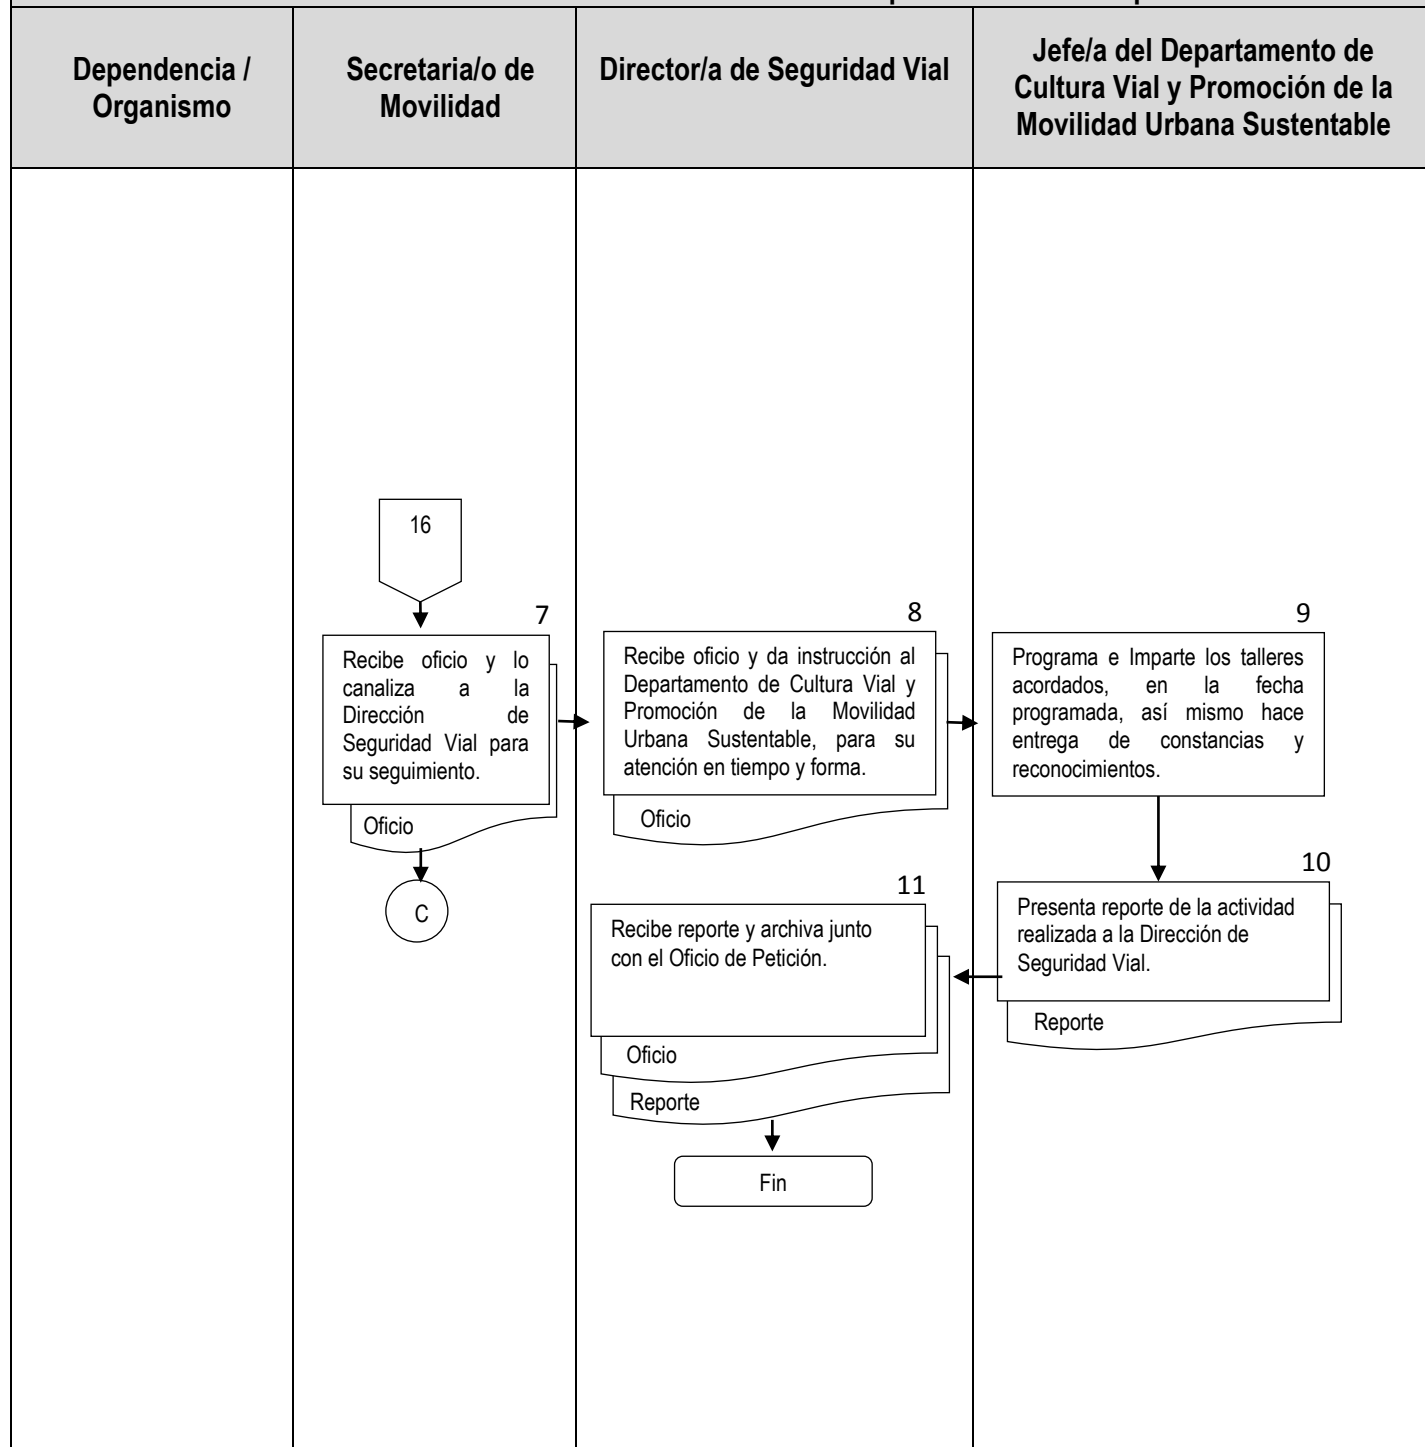 Dependencia /
Organismo
Secretaria/o de
Movilidad
Director/a de Seguridad Vial
Jefe/a del Departamento de
Cultura Vial y Promoción de la
Movilidad Urbana Sustentable
16
7
Recibe oficio y lo
canaliza a la
Dirección de
Seguridad Vial para
su seguimiento.
Oficio
C
8
Recibe oficio y da instrucción al
Departamento de Cultura Vial y
Promoción de la Movilidad
Urbana Sustentable, para su
atención en tiempo y forma.
Oficio
9
Programa e Imparte los talleres
acordados, en la fecha
programada, así mismo hace
entrega de constancias y
reconocimientos.
10
Presenta reporte de la actividad
realizada a la Dirección de
Seguridad Vial.
Reporte
11
Recibe reporte y archiva junto
con el Oficio de Petición.
Oficio
Reporte
Fin